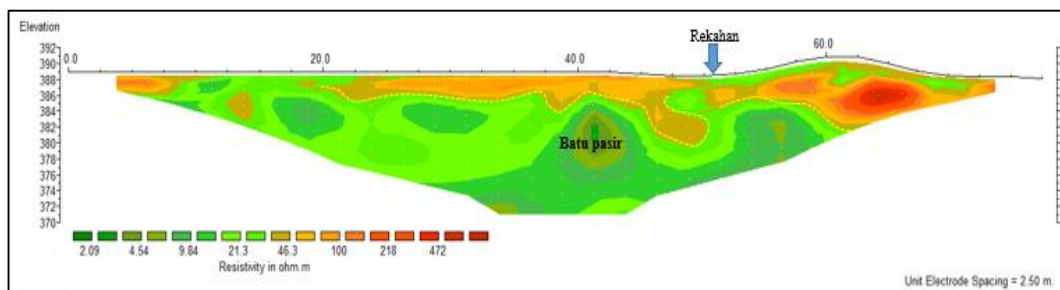 Elevation
Rekahan
0.0 20.0 40.0 60.0
392
390
388
386
384
382
380
378
376
374
372
370
Batu pasir
2.09 4.54 9.84 21.3 46.3 100 218 472
Resistivity in ohm.m
Unit Electrode Spacing = 2.50 m.